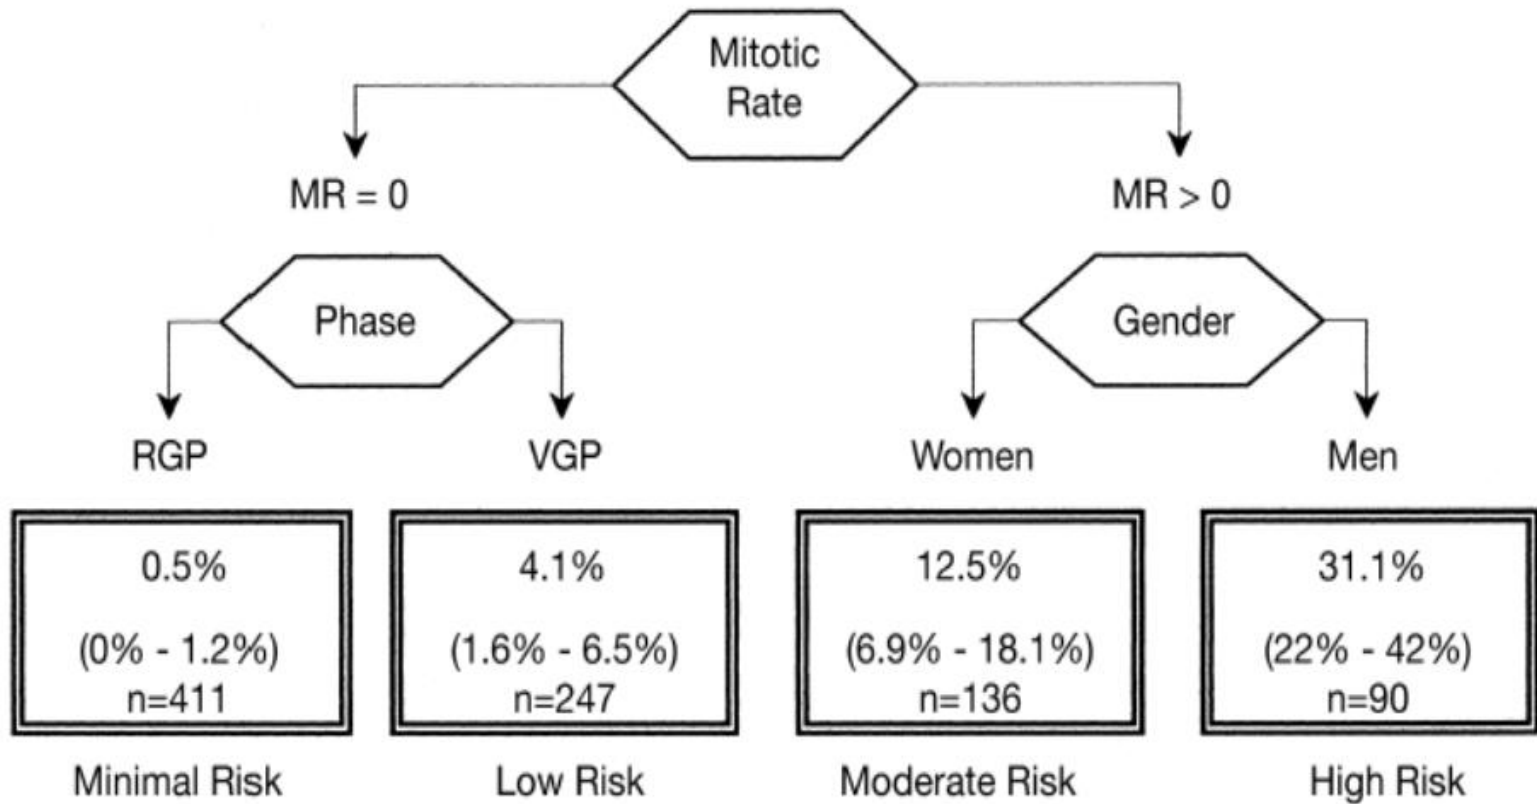 Mitotic
Rate
MR = 0
MR > 0
Phase
Gender
RGP
VGP
Women
Men
0.5%
(0% - 1.2%)
n=411
4.1%
(1.6% - 6.5%)
n=247
12.5%
(6.9% - 18.1%)
n=136
31.1%
(22% - 42%)
n=90
Minimal Risk
Low Risk
Moderate Risk
High Risk